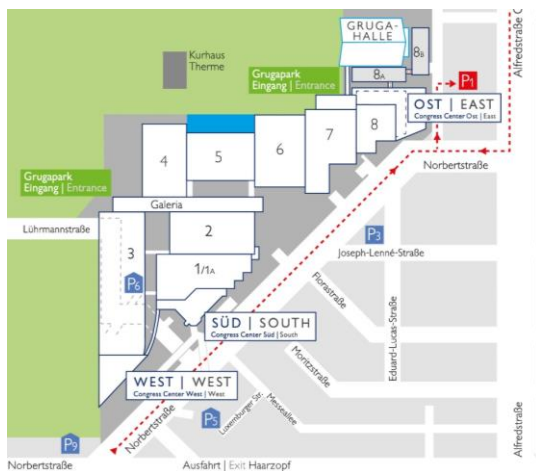 GRUGA-
HALLE
8B
Kurhaus
Therme
Grugapark
Eingang | Entrance
8A
P1
OST | EAST
Congress Center Ost | East
Alfredstraße
4
5
6
7
8
Norbertstraße
Grugapark
Eingang | Entrance
Galeria
Lührmannstraße
3
2
P3
Joseph-Lenné-Straße
1/1A
P6
Florastraße
SÜD | SOUTH
Congress Center Süd | South
Eduard-Lucas-Straße
Moritzstraße
WEST | WEST
Congress Center West | West
Luxemburger Str.
Messeallee
P5
Norbertstraße
Alfredstraße
P9
Norbertstraße
Ausfahrt | Exit Haarzopf